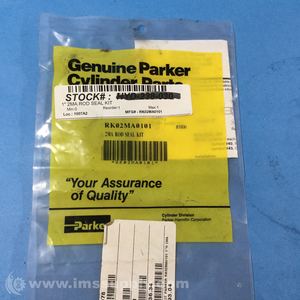 Genuine Parker
Cylinder Parts
STOCK# :
1" 2MA ROD SEAL KIT
Min: 0 Reorder: 1 Max: 1
MFG# - RK02MA0101
RK02MA0101
2MA ROD SEAL KIT
"Your Assurance
of Quality"
Parker
Cylinder Division
Parker Hannifin Corporation
www.imsupply.com